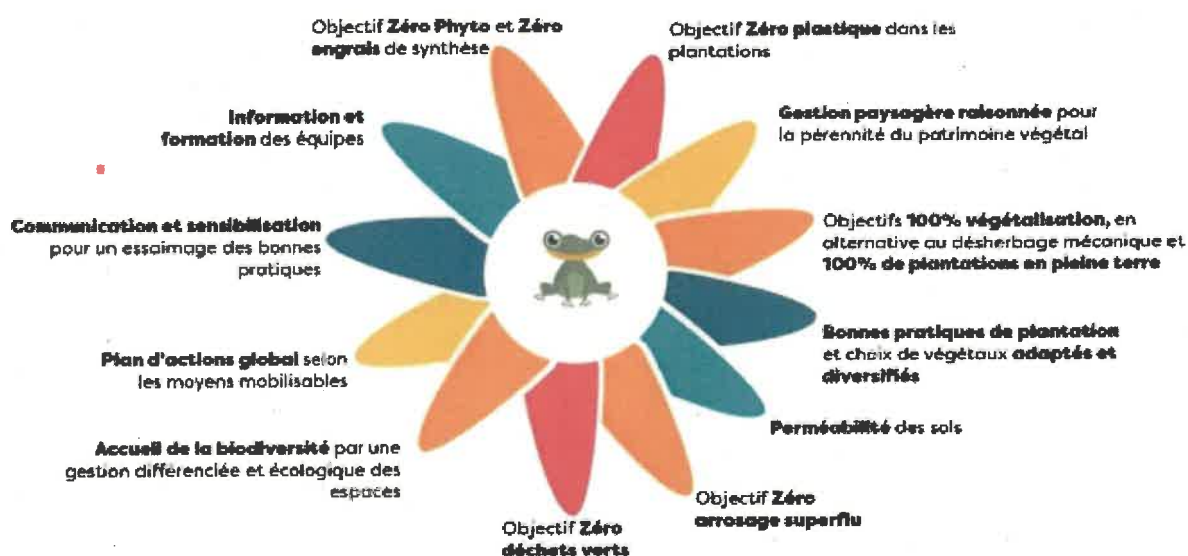 Objectif Zéro Phyto et Zéro
engrais de synthèse
Objectif Zéro plastique dans les
plantations
Gestion paysagère raisonnée pour
la pérennité du patrimoine végétal
Objectifs 100% végétalisation, en
alternative au désherbage mécanique et
100% de plantations en pleine terre
Bonnes pratiques de plantation
et choix de végétaux adaptés et
diversifiés
Perméabilité des sols
Objectif Zéro
arrosage superflu
Objectif Zéro
déchets verts
Accueil de la biodiversité par une
gestion différenciée et écologique des
espaces
Plan d'actions global selon
les moyens mobilisables
Communication et sensibilisation
pour un essaimage des bonnes
pratiques
Information et
formation des équipes